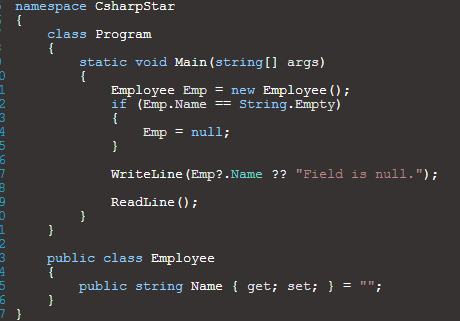 namespace CsharpStar
{
class Program
{
static void Main(string[] args)
{
Employee Emp = new Employee();
if (Emp.Name == String.Empty)
{
Emp = null;
}
WriteLine(Emp?.Name ?? "Field is null.");
ReadLine();
}
}
public class Employee
{
public string Name { get; set; } = "";
}
}